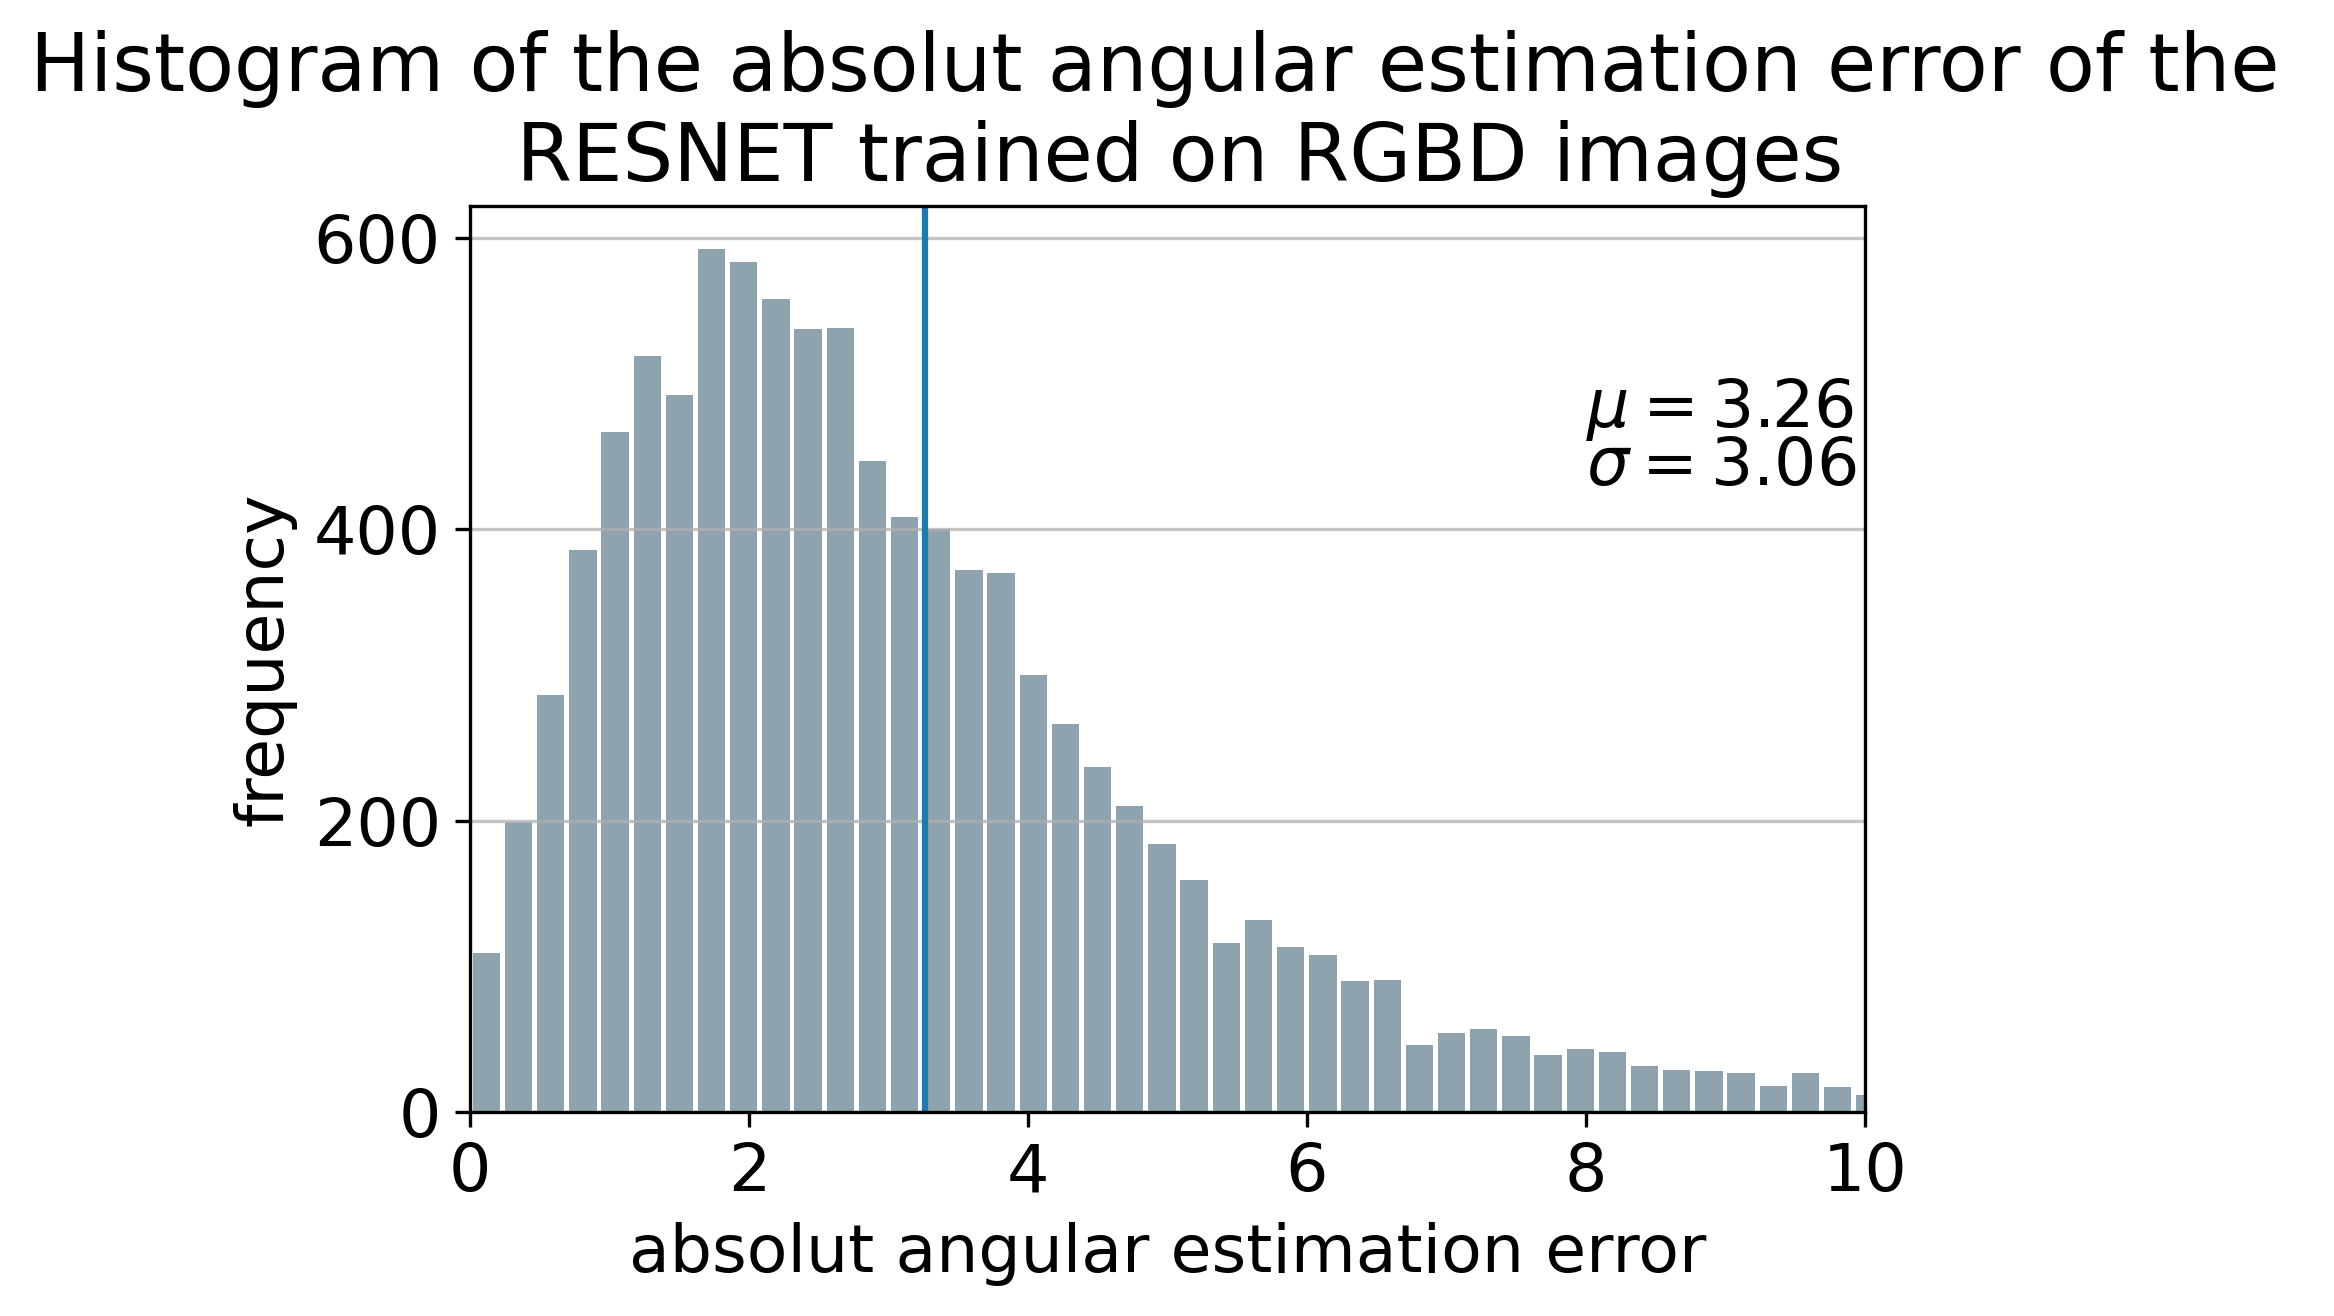 Histogram of the absolut angular estimation error of the
RESNET trained on RGBD images
600
400
200
0
frequency
μ = 3.26
σ = 3.06
0 2 4 6 8 10
absolut angular estimation error